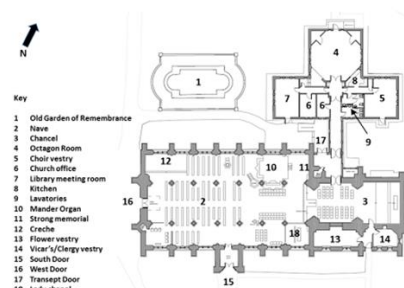 N
Key
1 Old Garden of Remembrance
2 Nave
3 Chancel
4 Octagon Room
5 Choir vestry
6 Church office
7 Library meeting room
8 Kitchen
9 Lavatories
10 Mander Organ
11 Strong memorial
12 Creche
13 Flower vestry
14 Vicar's/Clergy vestry
15 South Door
16 West Door
17 Transept Door
1
4
8
7
6
6
5
9
17
12
10
11
16
2
3
18
13
14
15